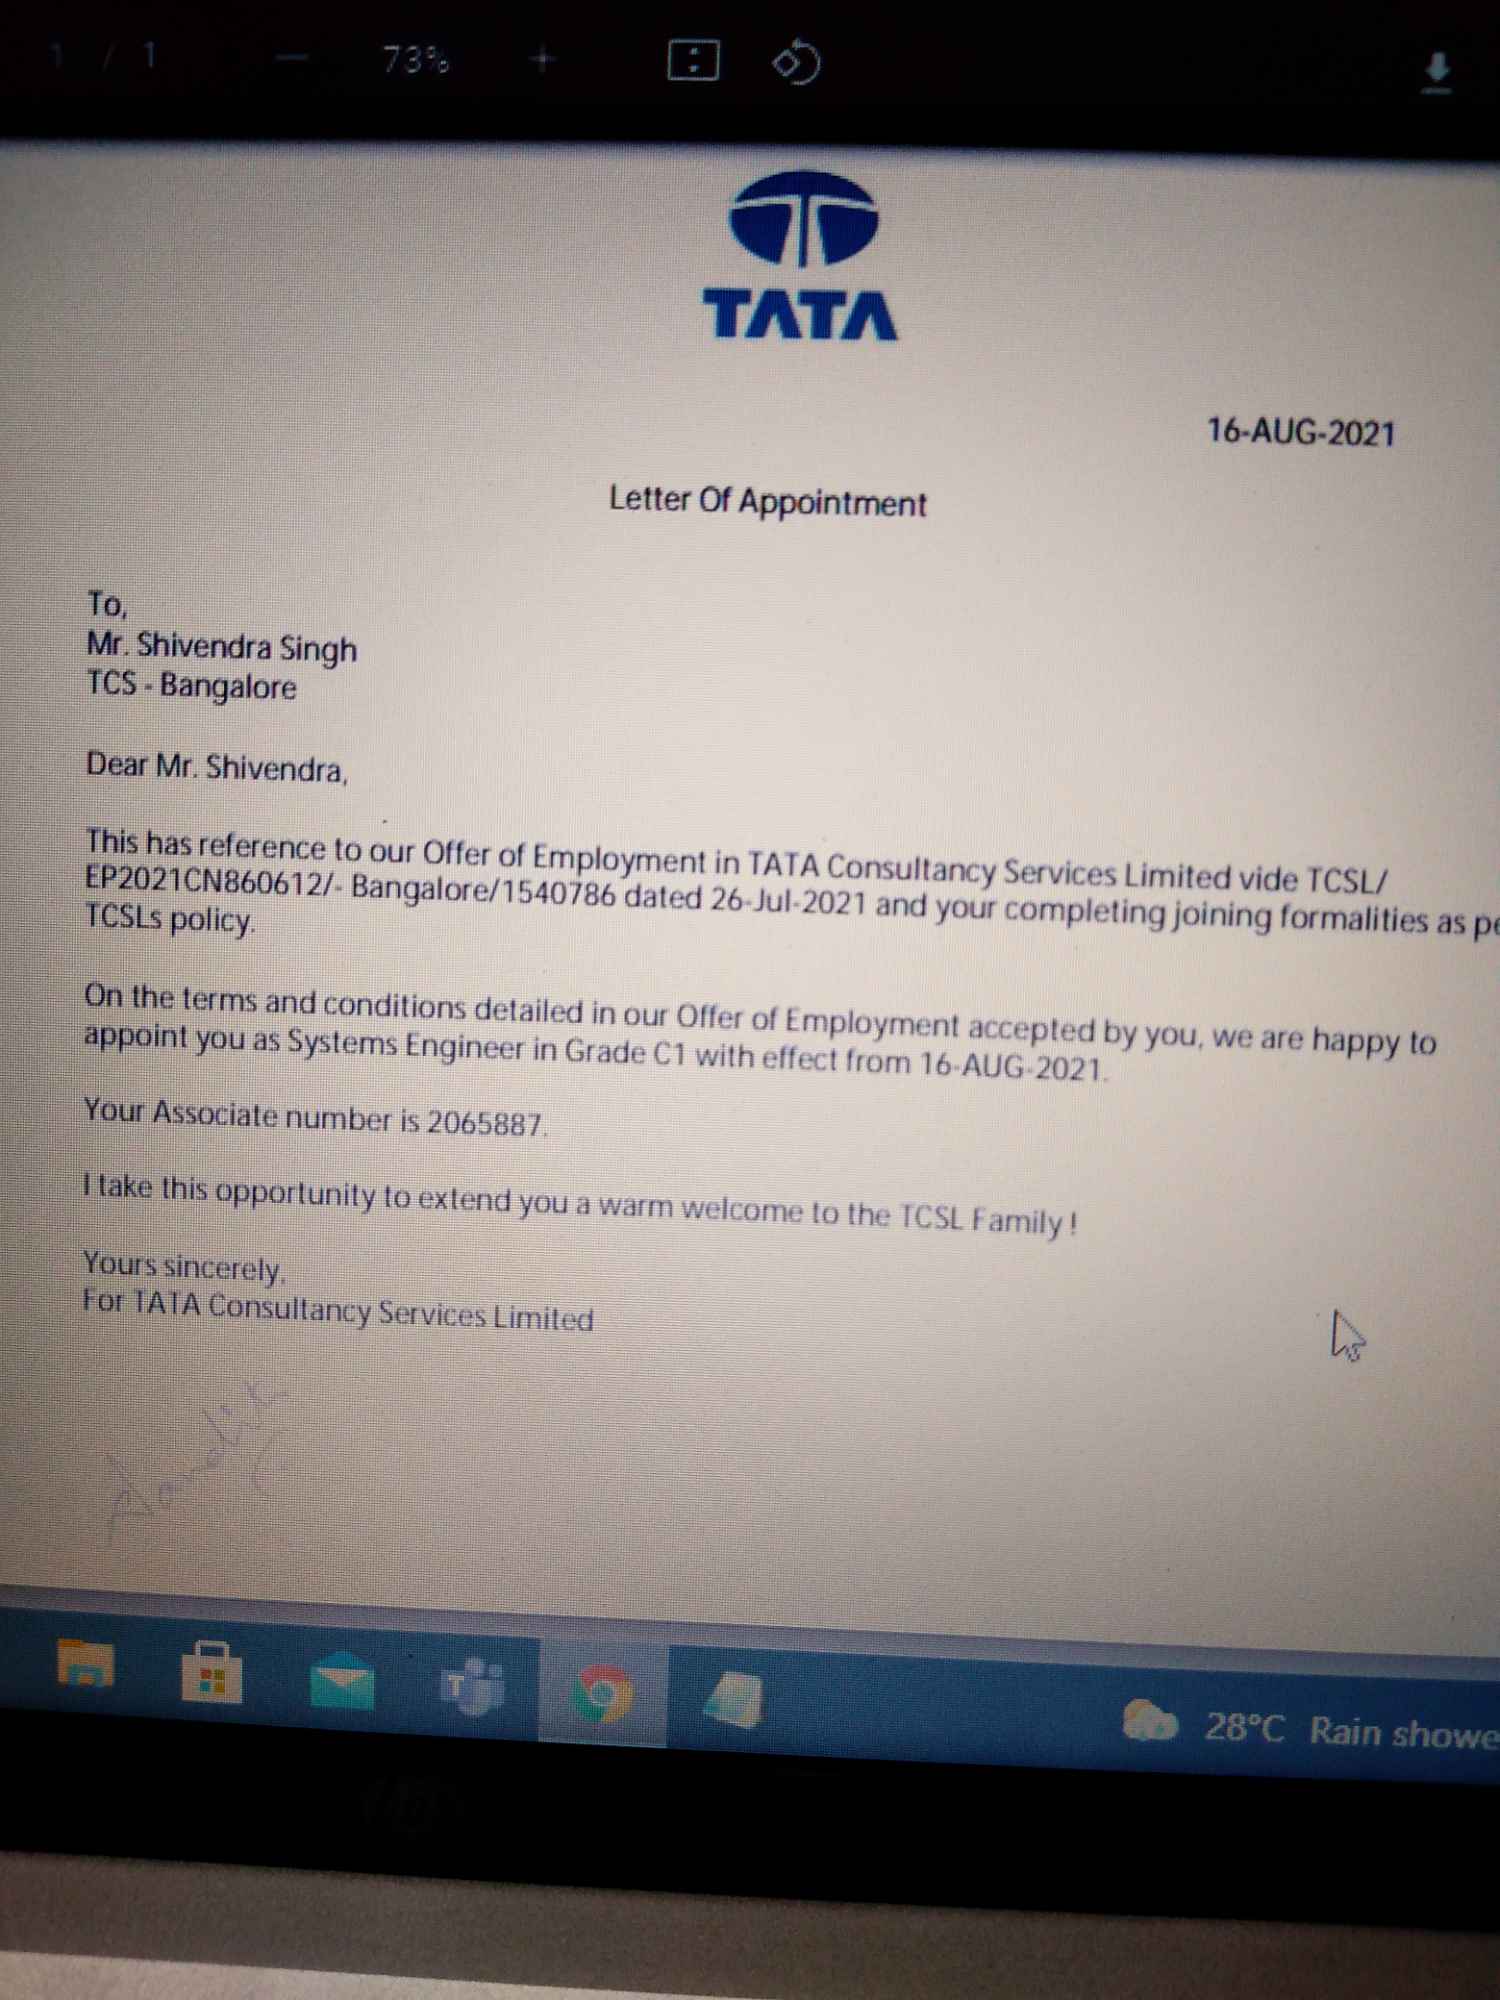 1 / 1
73%
TATA
16-AUG-2021
Letter Of Appointment
To,
Mr. Shivendra Singh
TCS - Bangalore
Dear Mr. Shivendra,
This has reference to our Offer of Employment in TATA Consultancy Services Limited vide TCSL/
EP2021CN860612/- Bangalore/1540786 dated 26-Jul-2021 and your completing joining formalities as pe
TCSLs policy.
On the terms and conditions detailed in our Offer of Employment accepted by you, we are happy to
appoint you as Systems Engineer in Grade C1 with effect from 16-AUG-2021.
Your Associate number is 2065887.
I take this opportunity to extend you a warm welcome to the TCSL Family !
Yours sincerely,
For TATA Consultancy Services Limited
28°C Rain showe